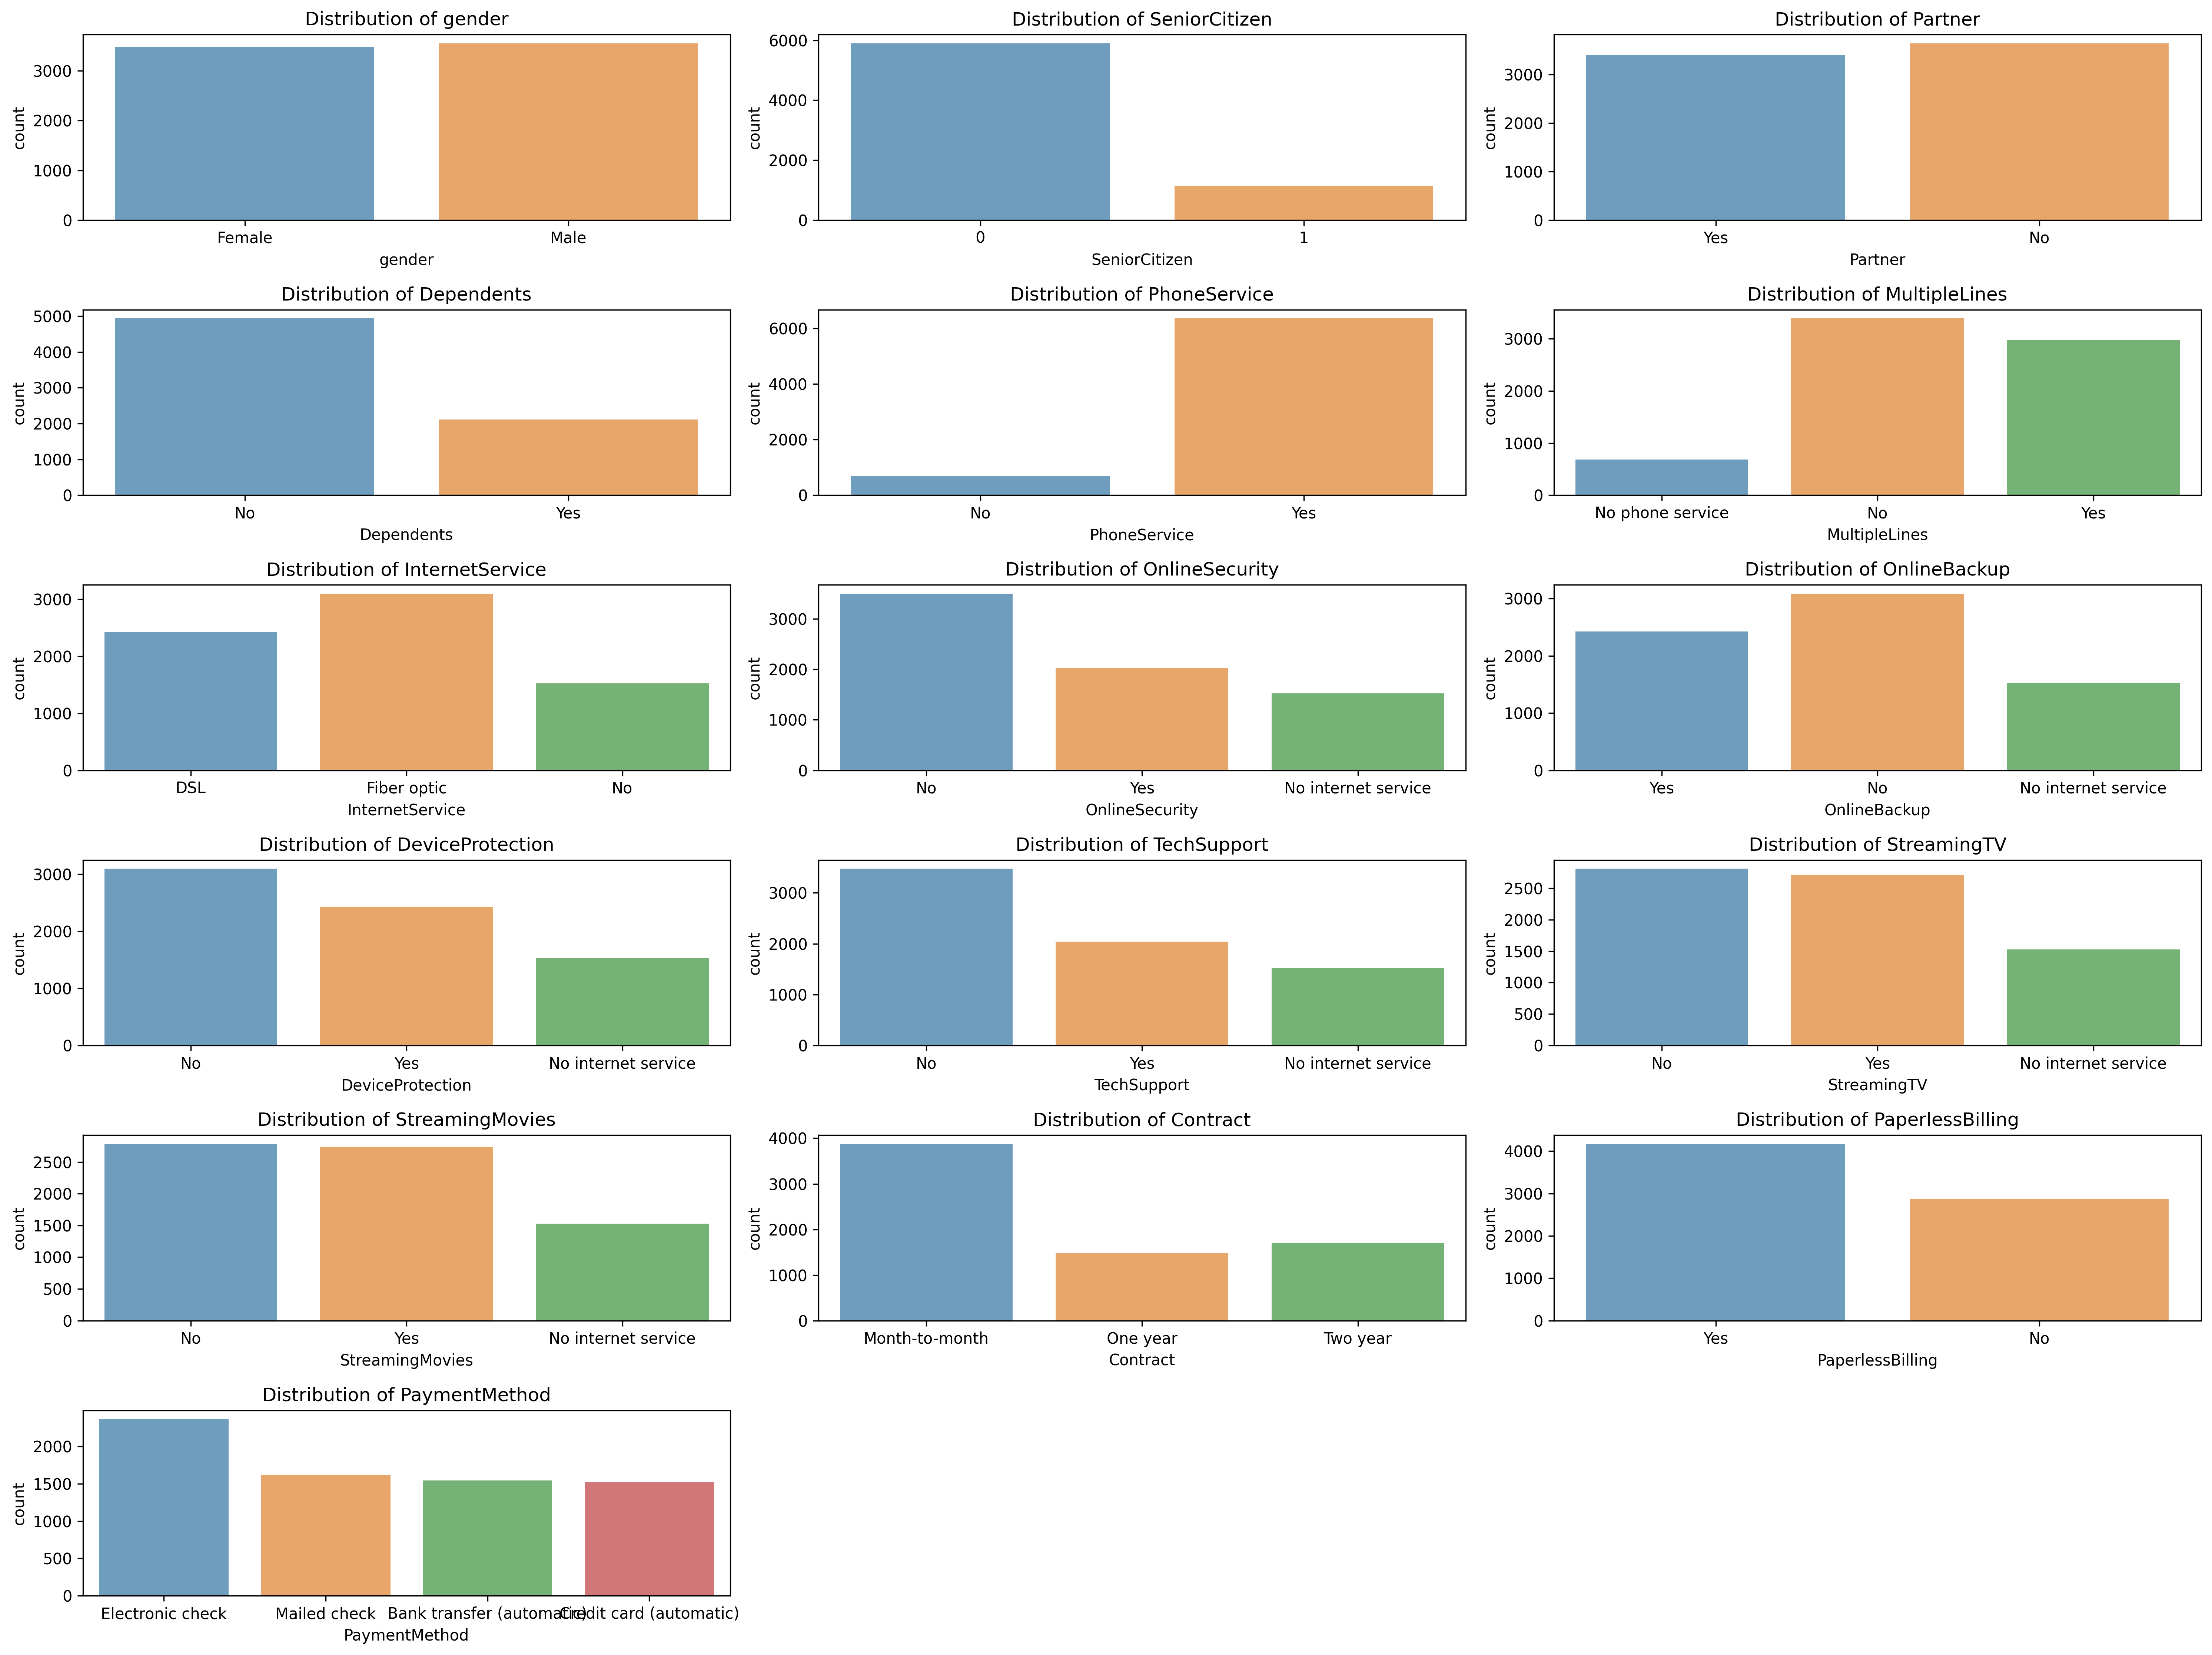 Distribution of gender
count
3000
2000
1000
0
Female Male
gender
Distribution of SeniorCitizen
count
6000
4000
2000
0
0 1
SeniorCitizen
Distribution of Partner
count
3000
2000
1000
0
Yes No
Partner
Distribution of Dependents
count
5000
4000
3000
2000
1000
0
No Yes
Dependents
Distribution of PhoneService
count
6000
4000
2000
0
No Yes
PhoneService
Distribution of MultipleLines
count
3000
2000
1000
0
No phone service No Yes
MultipleLines
Distribution of InternetService
count
3000
2000
1000
0
DSL Fiber optic No
InternetService
Distribution of OnlineSecurity
count
3000
2000
1000
0
No Yes No internet service
OnlineSecurity
Distribution of OnlineBackup
count
3000
2000
1000
0
Yes No No internet service
OnlineBackup
Distribution of DeviceProtection
count
3000
2000
1000
0
No Yes No internet service
DeviceProtection
Distribution of TechSupport
count
3000
2000
1000
0
No Yes No internet service
TechSupport
Distribution of StreamingTV
count
2500
2000
1500
1000
500
0
No Yes No internet service
StreamingTV
Distribution of StreamingMovies
count
2500
2000
1500
1000
500
0
No Yes No internet service
StreamingMovies
Distribution of Contract
count
4000
3000
2000
1000
0
Month-to-month One year Two year
Contract
Distribution of PaperlessBilling
count
4000
3000
2000
1000
0
Yes No
PaperlessBilling
Distribution of PaymentMethod
count
2000
1500
1000
500
0
Electronic check Mailed check Bank transfer (automatic) Credit card (automatic)
PaymentMethod